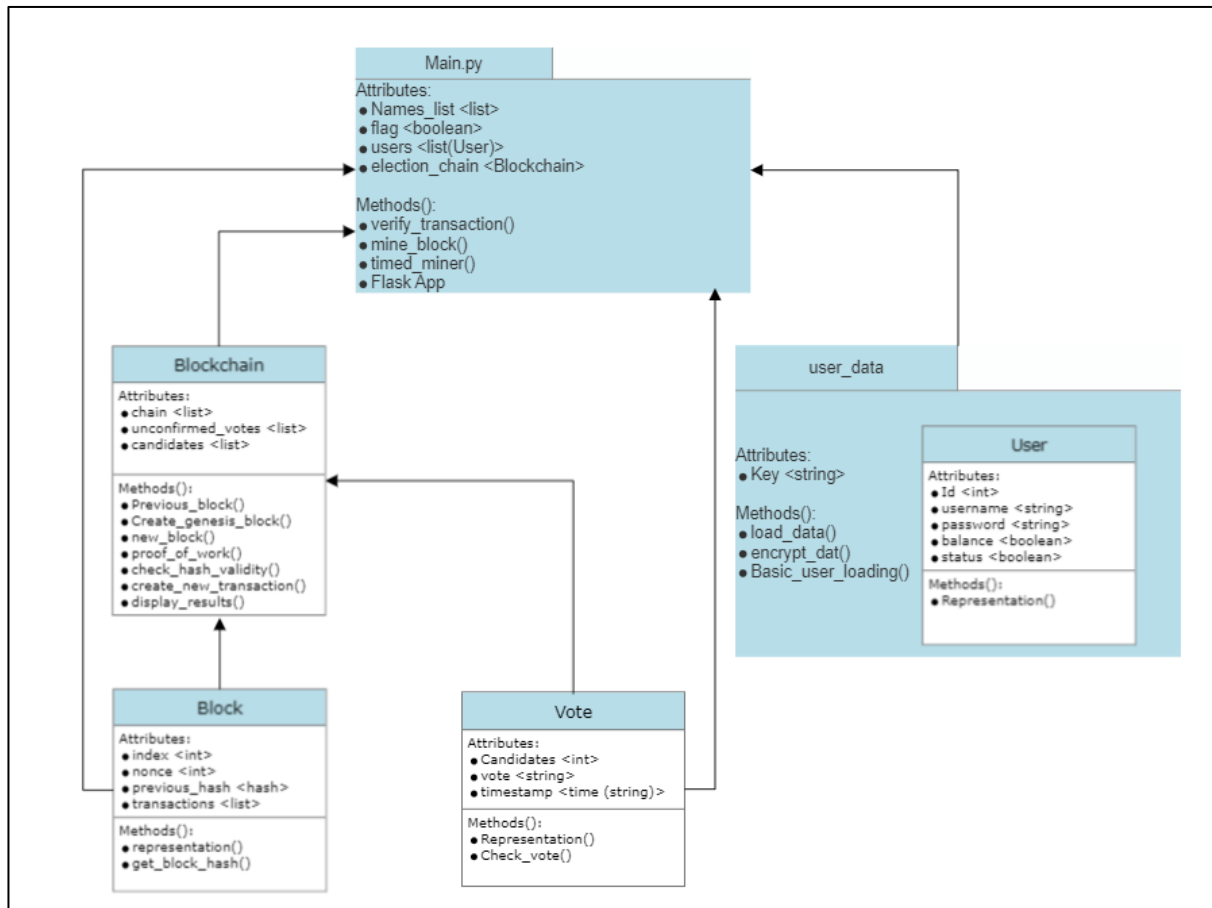 Main.py
Attributes:
● Names_list <list>
● flag <boolean>
● users <list(User)>
● election_chain <Blockchain>
Methods():
● verify_transaction()
● mine_block()
● timed_miner()
● Flask App
Blockchain
Attributes:
● chain <list>
● unconfirmed_votes <list>
● candidates <list>
Methods():
● Previous_block()
● Create_genesis_block()
● new_block()
● proof_of_work()
● check_hash_validity()
● create_new_transaction()
● display_results()
user_data
Attributes:
● Key <string>
Methods():
● load_data()
● encrypt_dat()
● Basic_user_loading()
User
Attributes:
● Id <int>
● username <string>
● password <string>
● balance <boolean>
● status <boolean>
Methods():
● Representation()
Block
Attributes:
● index <int>
● nonce <int>
● previous_hash <hash>
● transactions <list>
Methods():
● representation()
● get_block_hash()
Vote
Attributes:
● Candidates <int>
● vote <string>
● timestamp <time (string)>
Methods():
● Representation()
● Check_vote()